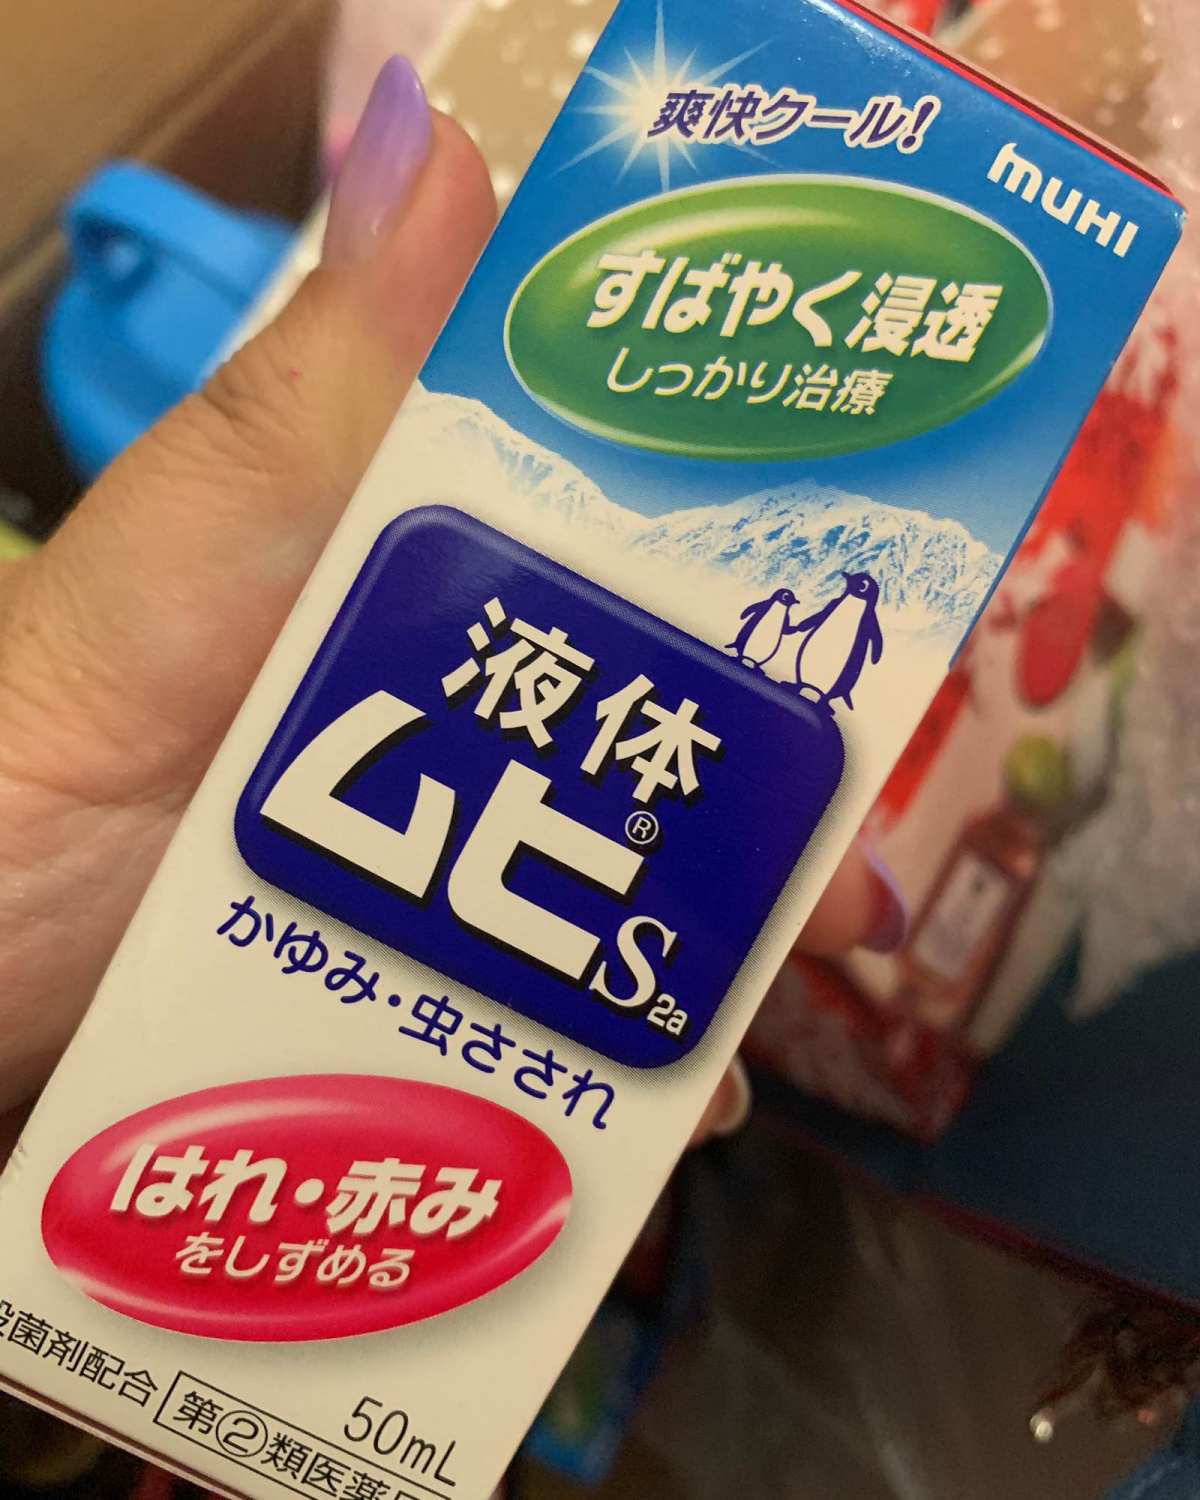 爽快クール!
muHI
すばやく浸透
しっかり治療
液体
ムヒ®S2a
かゆみ・虫さされ
はれ・赤み
をしずめる
殺菌剤配合
第②類医薬品
50mL